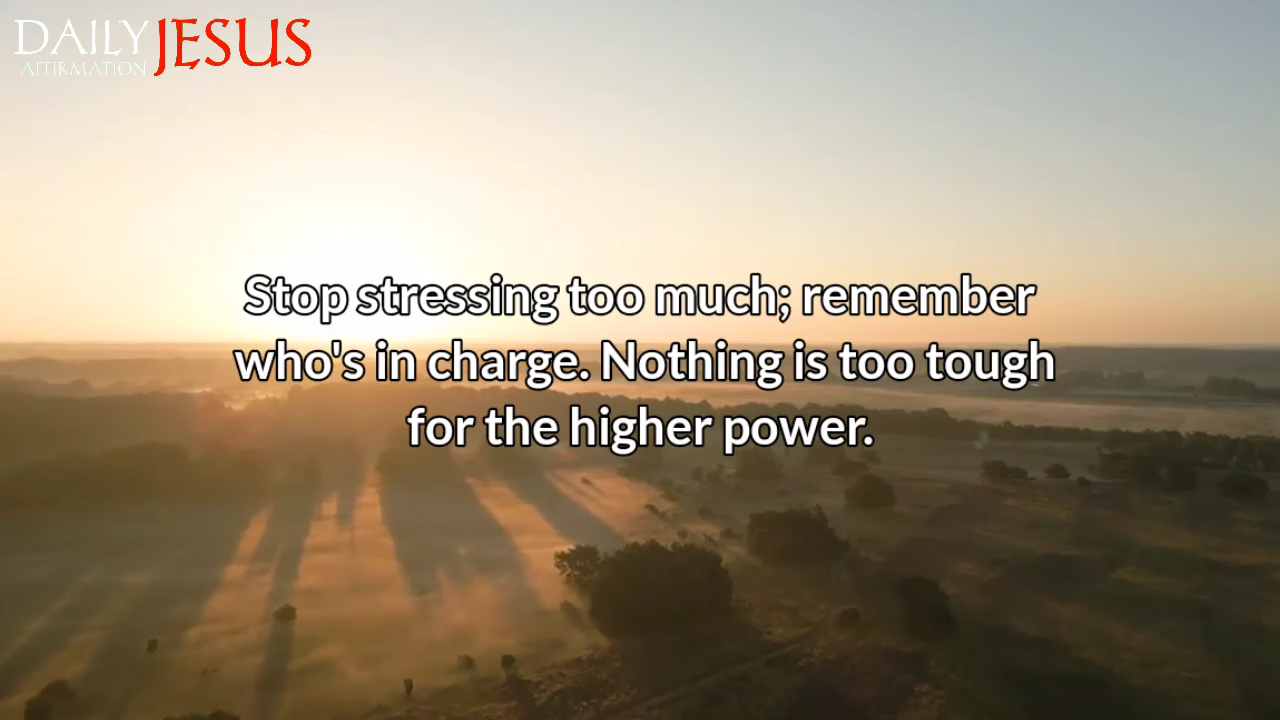 DAILY JESUS
AFFIRMATION
Stop stressing too much; remember
who's in charge. Nothing is too tough
for the higher power.